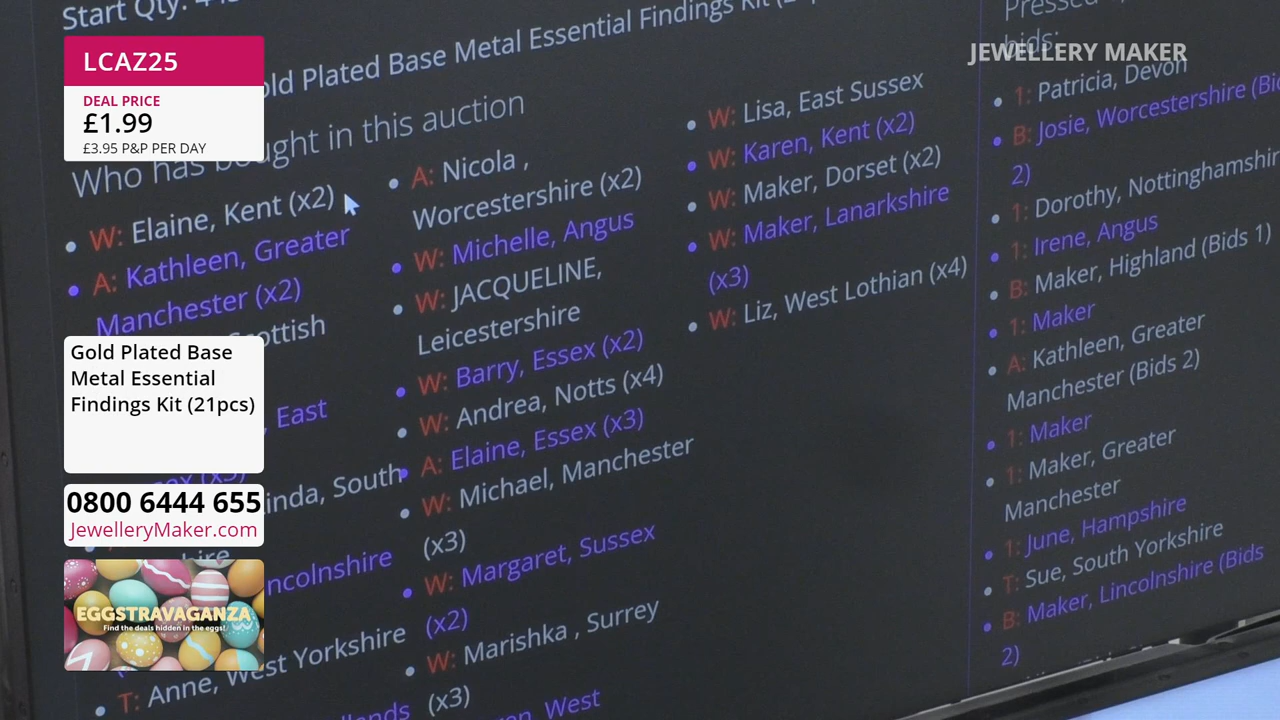 Start Qty:
LCAZ25
DEAL PRICE
£1.99
£3.95 P&P PER DAY
Gold Plated Base
Metal Essential
Findings Kit (21pcs)
0800 6444 655
JewelleryMaker.com
EGGSTRAVAGANZA
Find the deals hidden in the eggs!
JEWELLERY MAKER
Plated Base Metal Essential Findings Kit
Who has bought in this auction
W: Elaine, Kent (x2)
A: Kathleen, Greater
Manchester (x2)
East
South
West Yorkshire
T: Anne, West Yorkshire
A: Nicola ,
Worcestershire (x2)
W: Michelle, Angus
W: JACQUELINE,
Leicestershire
W: Barry, Essex (x2)
W: Andrea, Notts (x4)
A: Elaine, Essex (x3)
W: Michael, Manchester
(x3)
W: Margaret, Sussex
(x2)
W: Marishka , Surrey
(x3)
West
W: Lisa, East Sussex
W: Karen, Kent (x2)
W: Maker, Dorset (x2)
W: Maker, Lanarkshire
(x3)
W: Liz, West Lothian (x4)
Pressed
bids:
1: Patricia, Devon
B: Josie, Worcestershire
2)
1: Dorothy, Nottinghamshire
1: Irene, Angus
B: Maker, Highland (Bids 1)
1: Maker
A: Kathleen, Greater
Manchester (Bids 2)
1: Maker
1: Maker, Greater
Manchester
1: June, Hampshire
T: Sue, South Yorkshire
B: Maker, Lincolnshire (Bids
2)